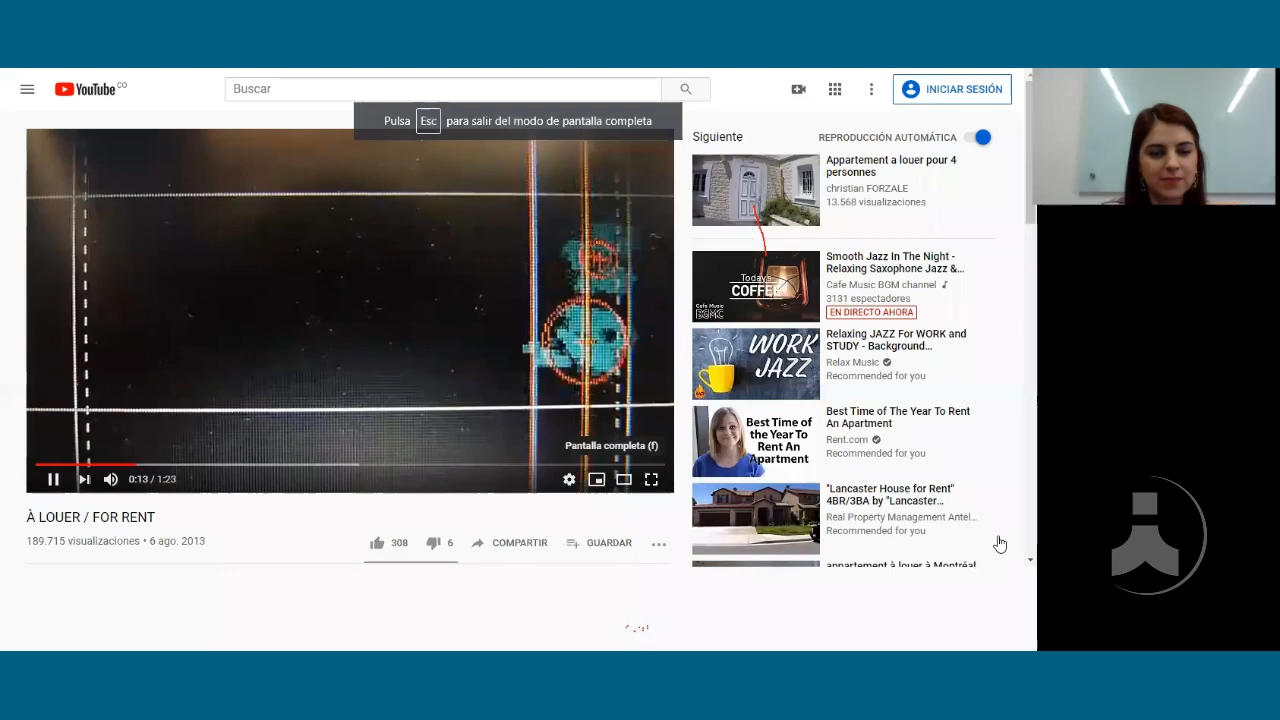 YouTube CO
Buscar
INICIAR SESIÓN
Pulsa Esc para salir del modo de pantalla completa
Siguiente
REPRODUCCIÓN AUTOMÁTICA
Appartement a louer pour 4
personnes
christian FORZALE
13.568 visualizaciones
Today's
COFFEE
Cafe Music
BGMC
Smooth Jazz In The Night -
Relaxing Saxophone Jazz &...
Cafe Music BGM channel
3131 espectadores
EN DIRECTO AHORA
WORK
JAZZ
Relaxing JAZZ For WORK and
STUDY - Background...
Relax Music
Recommended for you
Best Time of
the Year To
Rent An
Apartment
Best Time of The Year To Rent
An Apartment
Rent.com
Recommended for you
"Lancaster House for Rent"
4BR/3BA by "Lancaster...
Real Property Management Antel...
Recommended for you
appartement à louer à Montréal
Pantalla completa (f)
0:13 / 1:23
À LOUER / FOR RENT
189.715 visualizaciones • 6 ago. 2013
308
6
COMPARTIR
GUARDAR